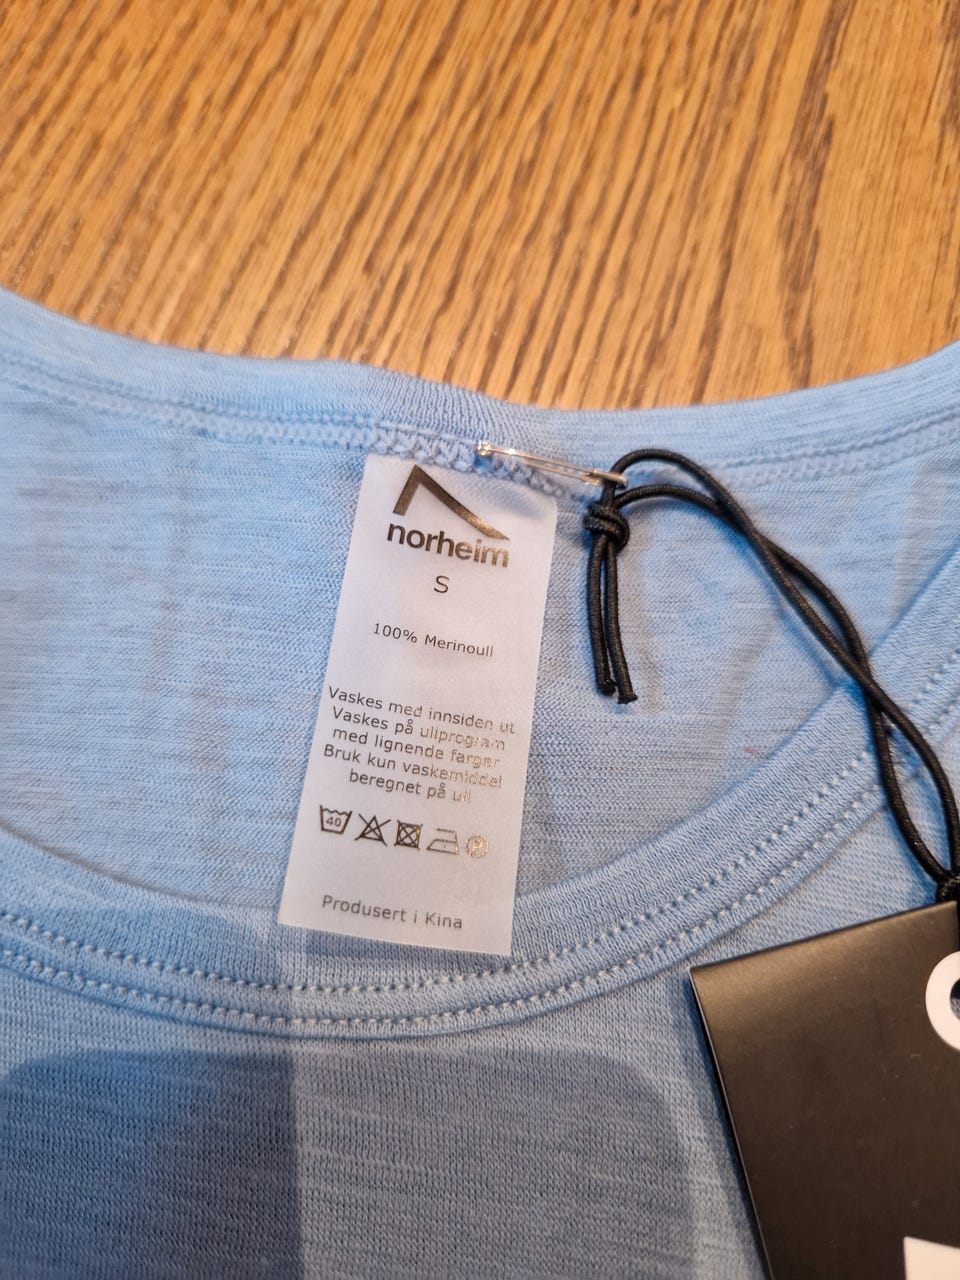 norheim
S
100% Merinoull
Vaskes med innsiden ut
Vaskes på ullprogram
med lignende farger
Bruk kun vaskemiddel
beregnet på ull
40 P
Produsert i Kina